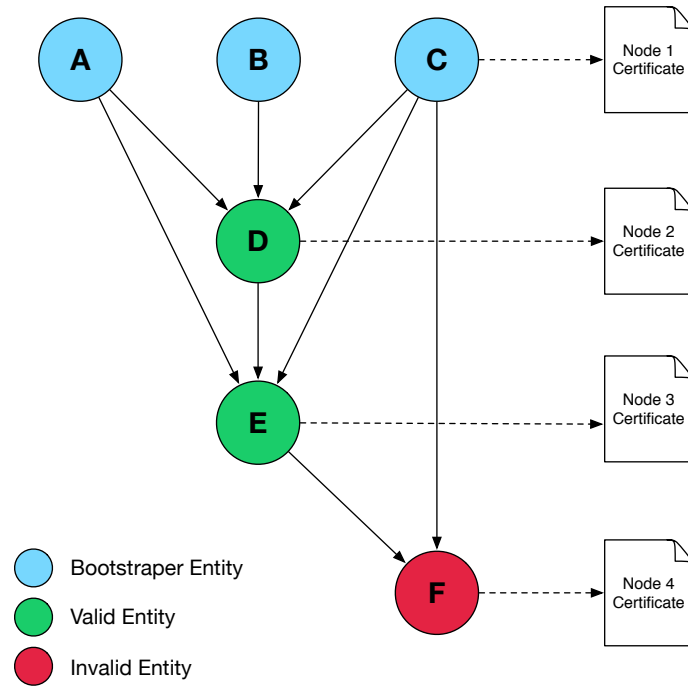 A
B
C
Node 1
Certificate
D
Node 2
Certificate
E
Node 3
Certificate
F
Node 4
Certificate
Bootstraper Entity
Valid Entity
Invalid Entity